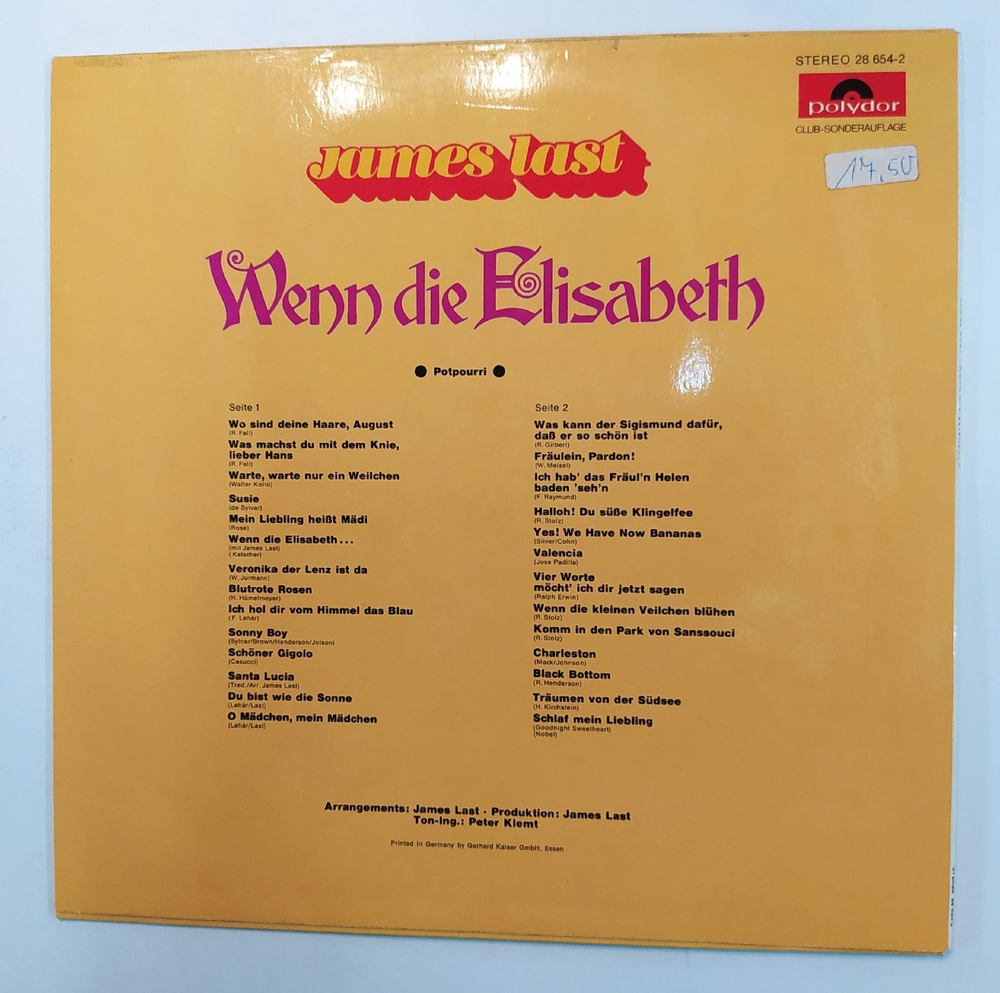 STEREO 28 654-2
polydor
CLUB-SONDERAUFLAGE
17,50
james last
Wenn die Elisabeth
● Potpourri ●
Seite 1
Wo sind deine Haare, August
(R. Fall)
Was machst du mit dem Knie,
lieber Hans
(R. Fall)
Warte, warte nur ein Weilchen
(Walter Kollo)
Susie
(de Sylvar)
Mein Liebling heißt Mädi
(Rose)
Wenn die Elisabeth...
(mit James Last)
(Katscher)
Veronika der Lenz ist da
(W. Jurmann)
Blutrote Rosen
(H. Hümelmeyer)
Ich hol dir vom Himmel das Blau
(F. Lehár)
Sonny Boy
(Sylcar/Brown/Henderson/Jolson)
Schöner Gigolo
(Casucci)
Santa Lucia
(Trad./Arr. James Last)
Du bist wie die Sonne
(Lehár/Last)
O Mädchen, mein Mädchen
(Lehár/Last)
Seite 2
Was kann der Sigismund dafür,
daß er so schön ist
(R. Gilbert)
Fräulein, Pardon!
(W. Meisel)
Ich hab' das Fräul'n Helen
baden 'seh'n
(F. Raymund)
Halloh! Du süße Klingelfee
(R. Stolz)
Yes! We Have Now Bananas
(Silver/Cohn)
Valencia
(Jose Padilla)
Vier Worte
möcht' ich dir jetzt sagen
(Ralph Erwin)
Wenn die kleinen Veilchen blühen
(R. Stolz)
Komm in den Park von Sanssouci
(R. Stolz)
Charleston
(Mack/Johnson)
Black Bottom
(R. Henderson)
Träumen von der Südsee
(H. Kirchstein)
Schlaf mein Liebling
(Goodnight Sweetheart)
(Nobel)
Arrangements: James Last · Produktion: James Last
Ton-Ing.: Peter Klemt
Printed in Germany by Gerhard Kaiser GmbH, Essen